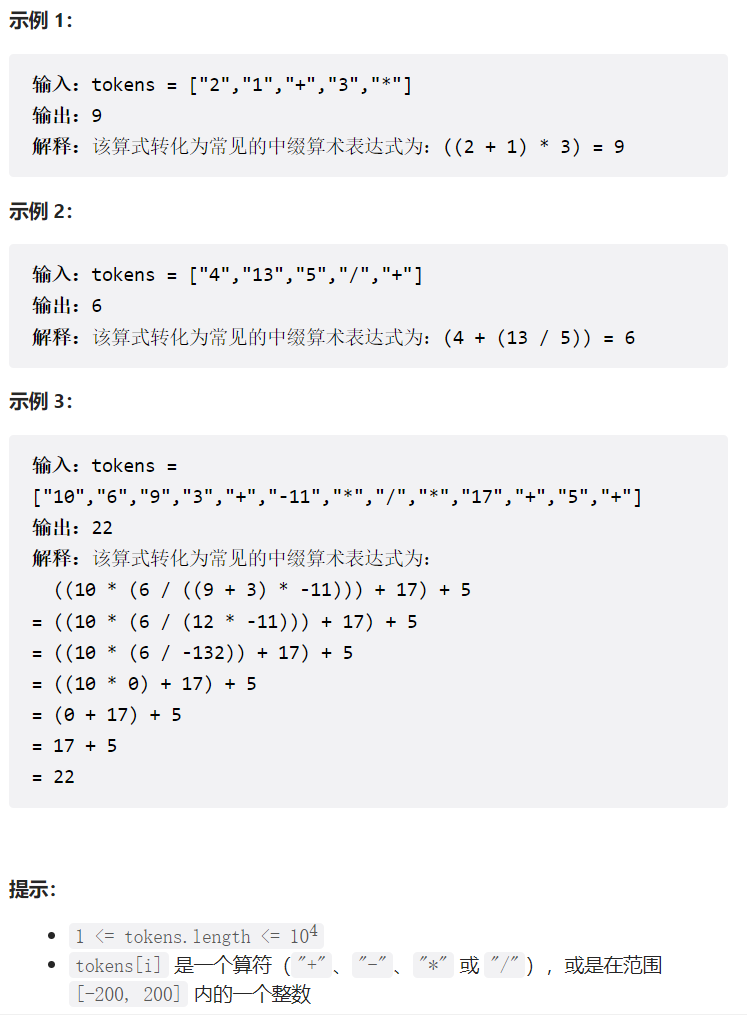 示例 1：
输入：tokens = ["2","1","+","3","*"]
输出：9
解释：该算式转化为常见的中缀算术表达式为：((2 + 1) * 3) = 9
示例 2：
输入：tokens = ["4","13","5","/","+"]
输出：6
解释：该算式转化为常见的中缀算术表达式为：(4 + (13 / 5)) = 6
示例 3：
输入：tokens =
["10","6","9","3","+","-11","*","/","*","17","+","5","+"]
输出：22
解释：该算式转化为常见的中缀算术表达式为：
((10 * (6 / ((9 + 3) * -11))) + 17) + 5
= ((10 * (6 / (12 * -11))) + 17) + 5
= ((10 * (6 / -132)) + 17) + 5
= ((10 * 0) + 17) + 5
= (0 + 17) + 5
= 17 + 5
= 22
提示：
• 1 <= tokens.length <= 10⁴
• tokens[i] 是一个算符（"+"、"-"、"*" 或 "/"），或是在范围
[-200, 200] 内的一个整数